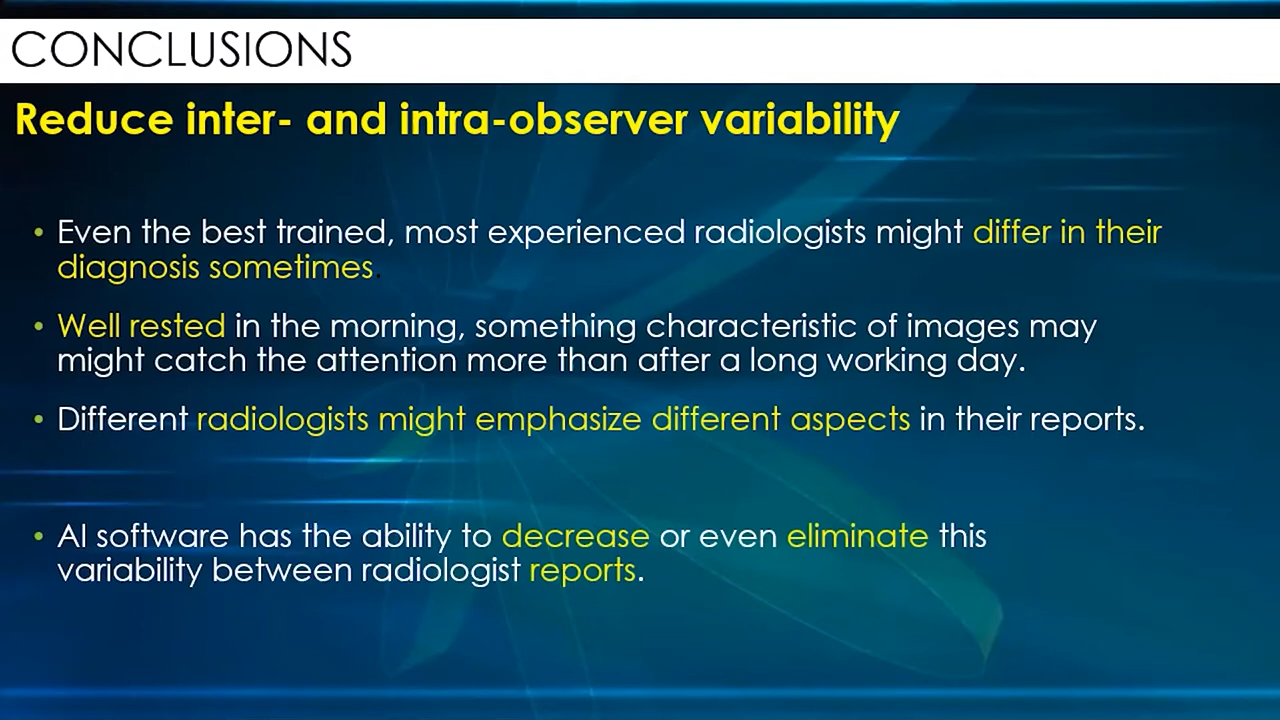 CONCLUSIONS
Reduce inter- and intra-observer variability
• Even the best trained, most experienced radiologists might differ in their
diagnosis sometimes.
• Well rested in the morning, something characteristic of images may
might catch the attention more than after a long working day.
• Different radiologists might emphasize different aspects in their reports.
• AI software has the ability to decrease or even eliminate this
variability between radiologist reports.